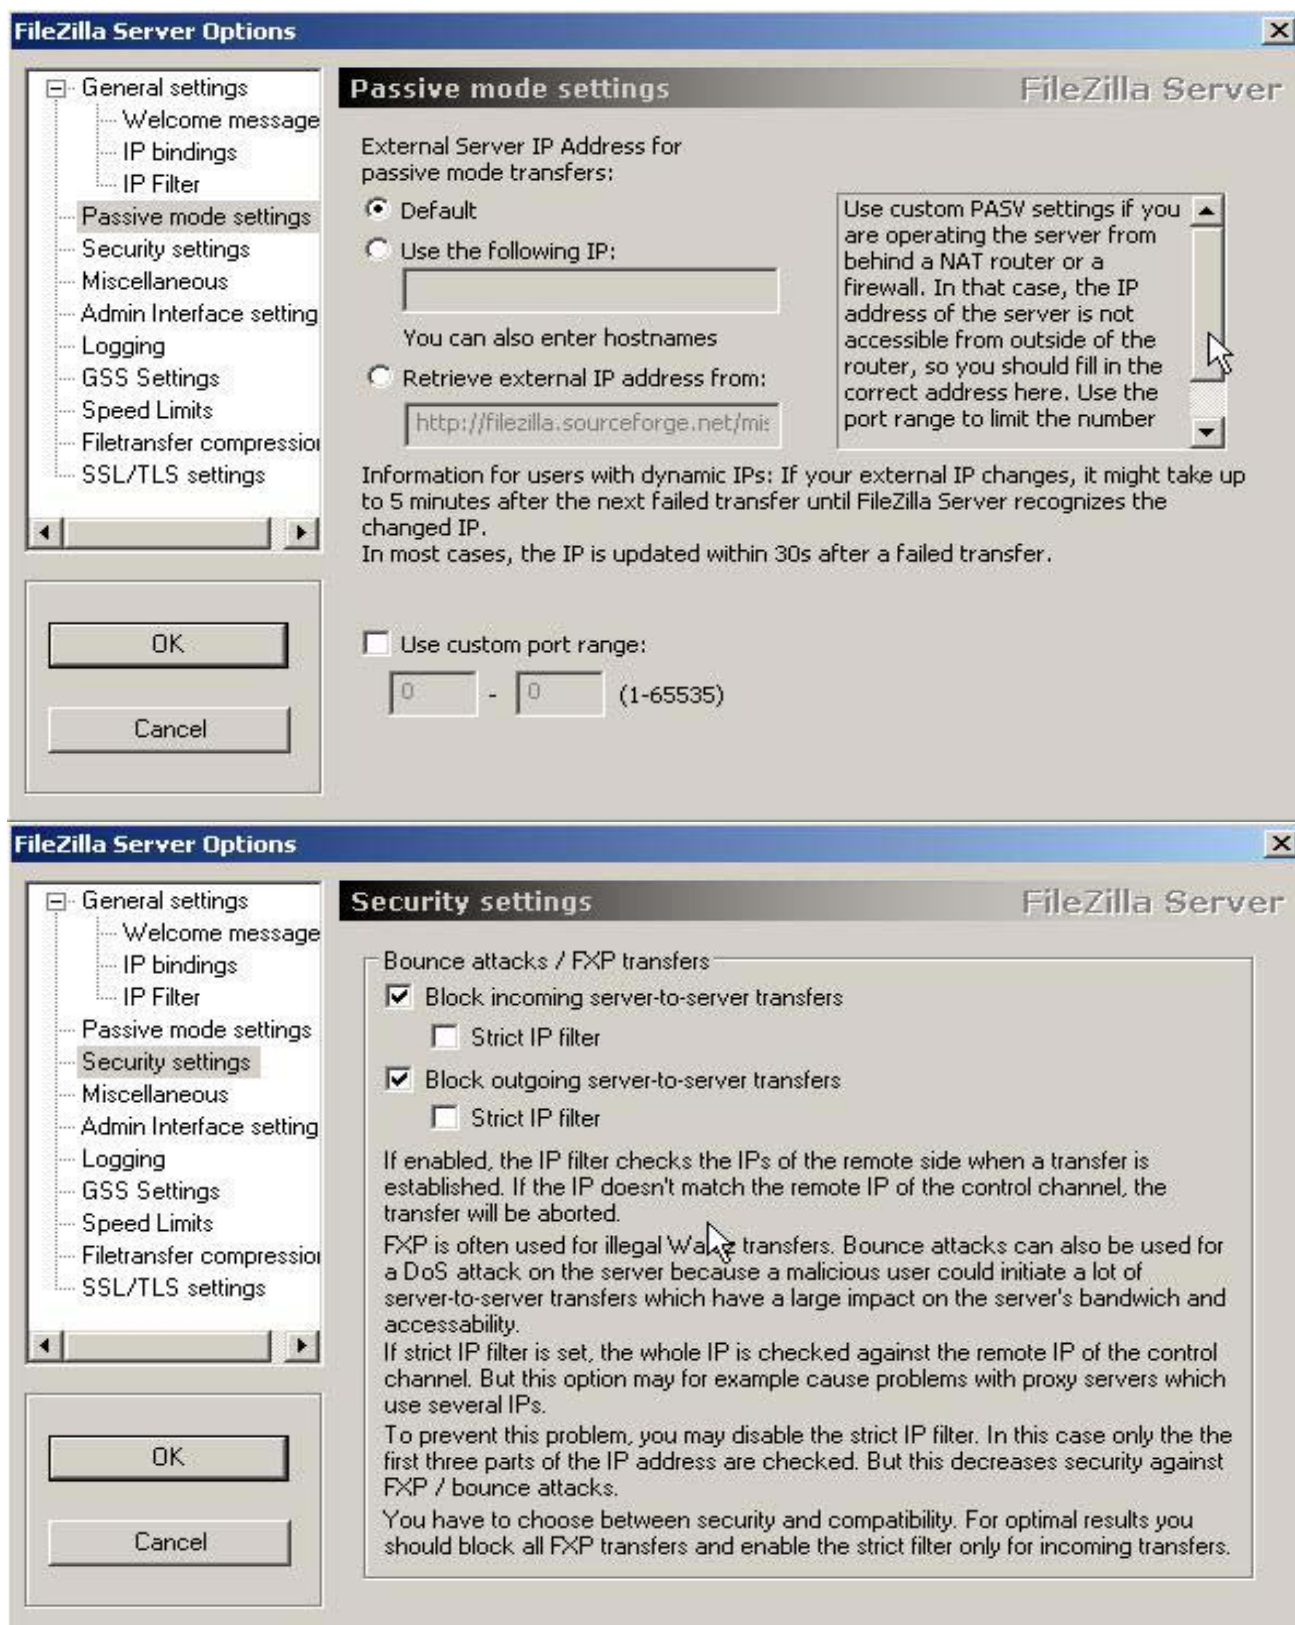 FileZilla Server Options
General settings
Welcome message
IP bindings
IP Filter
Passive mode settings
Security settings
Miscellaneous
Admin Interface setting
Logging
GSS Settings
Speed Limits
Filetransfer compression
SSL/TLS settings
OK
Cancel
Passive mode settings
FileZilla Server
External Server IP Address for
passive mode transfers:
Default
Use the following IP:
You can also enter hostnames
Retrieve external IP address from:
http://filezilla.sourceforge.net/mis
Use custom PASV settings if you
are operating the server from
behind a NAT router or a
firewall. In that case, the IP
address of the server is not
accessible from outside of the
router, so you should fill in the
correct address here. Use the
port range to limit the number
Information for users with dynamic IPs: If your external IP changes, it might take up
to 5 minutes after the next failed transfer until FileZilla Server recognizes the
changed IP.
In most cases, the IP is updated within 30s after a failed transfer.
Use custom port range:
0 - 0 (1-65535)
FileZilla Server Options
General settings
Welcome message
IP bindings
IP Filter
Passive mode settings
Security settings
Miscellaneous
Admin Interface setting
Logging
GSS Settings
Speed Limits
Filetransfer compression
SSL/TLS settings
OK
Cancel
Security settings
FileZilla Server
Bounce attacks / FXP transfers
Block incoming server-to-server transfers
Strict IP filter
Block outgoing server-to-server transfers
Strict IP filter
If enabled, the IP filter checks the IPs of the remote side when a transfer is
established. If the IP doesn't match the remote IP of the control channel, the
transfer will be aborted.
FXP is often used for illegal transfers. Bounce attacks can also be used for
a DoS attack on the server because a malicious user could initiate a lot of
server-to-server transfers which have a large impact on the server's bandwich and
accessability.
If strict IP filter is set, the whole IP is checked against the remote IP of the control
channel. But this option may for example cause problems with proxy servers which
use several IPs.
To prevent this problem, you may disable the strict IP filter. In this case only the the
first three parts of the IP address are checked. But this decreases security against
FXP / bounce attacks.
You have to choose between security and compatibility. For optimal results you
should block all FXP transfers and enable the strict filter only for incoming transfers.